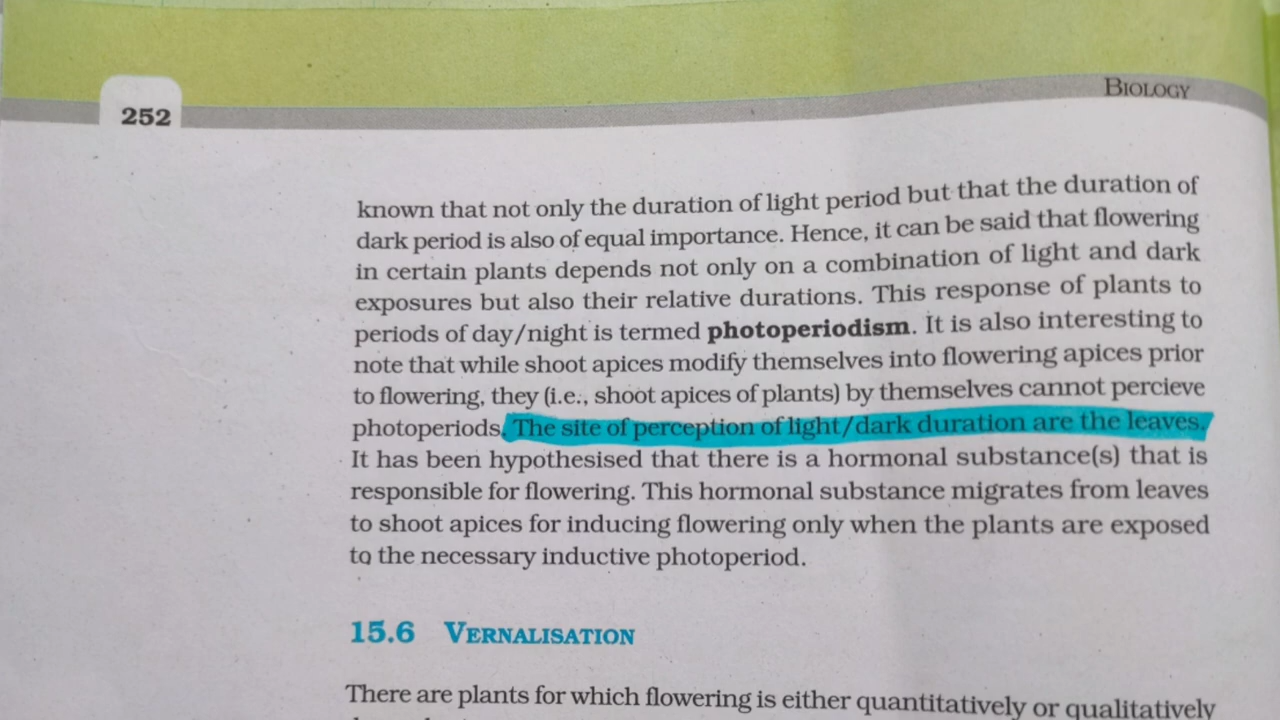 252
BIOLOGY
known that not only the duration of light period but that the duration of
dark period is also of equal importance. Hence, it can be said that flowering
in certain plants depends not only on a combination of light and dark
exposures but also their relative durations. This response of plants to
periods of day/night is termed photoperiodism. It is also interesting to
note that while shoot apices modify themselves into flowering apices prior
to flowering, they (i.e., shoot apices of plants) by themselves cannot percieve
photoperiods. The site of perception of light/dark duration are the leaves.
It has been hypothesised that there is a hormonal substance(s) that is
responsible for flowering. This hormonal substance migrates from leaves
to shoot apices for inducing flowering only when the plants are exposed
to the necessary inductive photoperiod.
15.6 VERNALISATION
There are plants for which flowering is either quantitatively or qualitatively